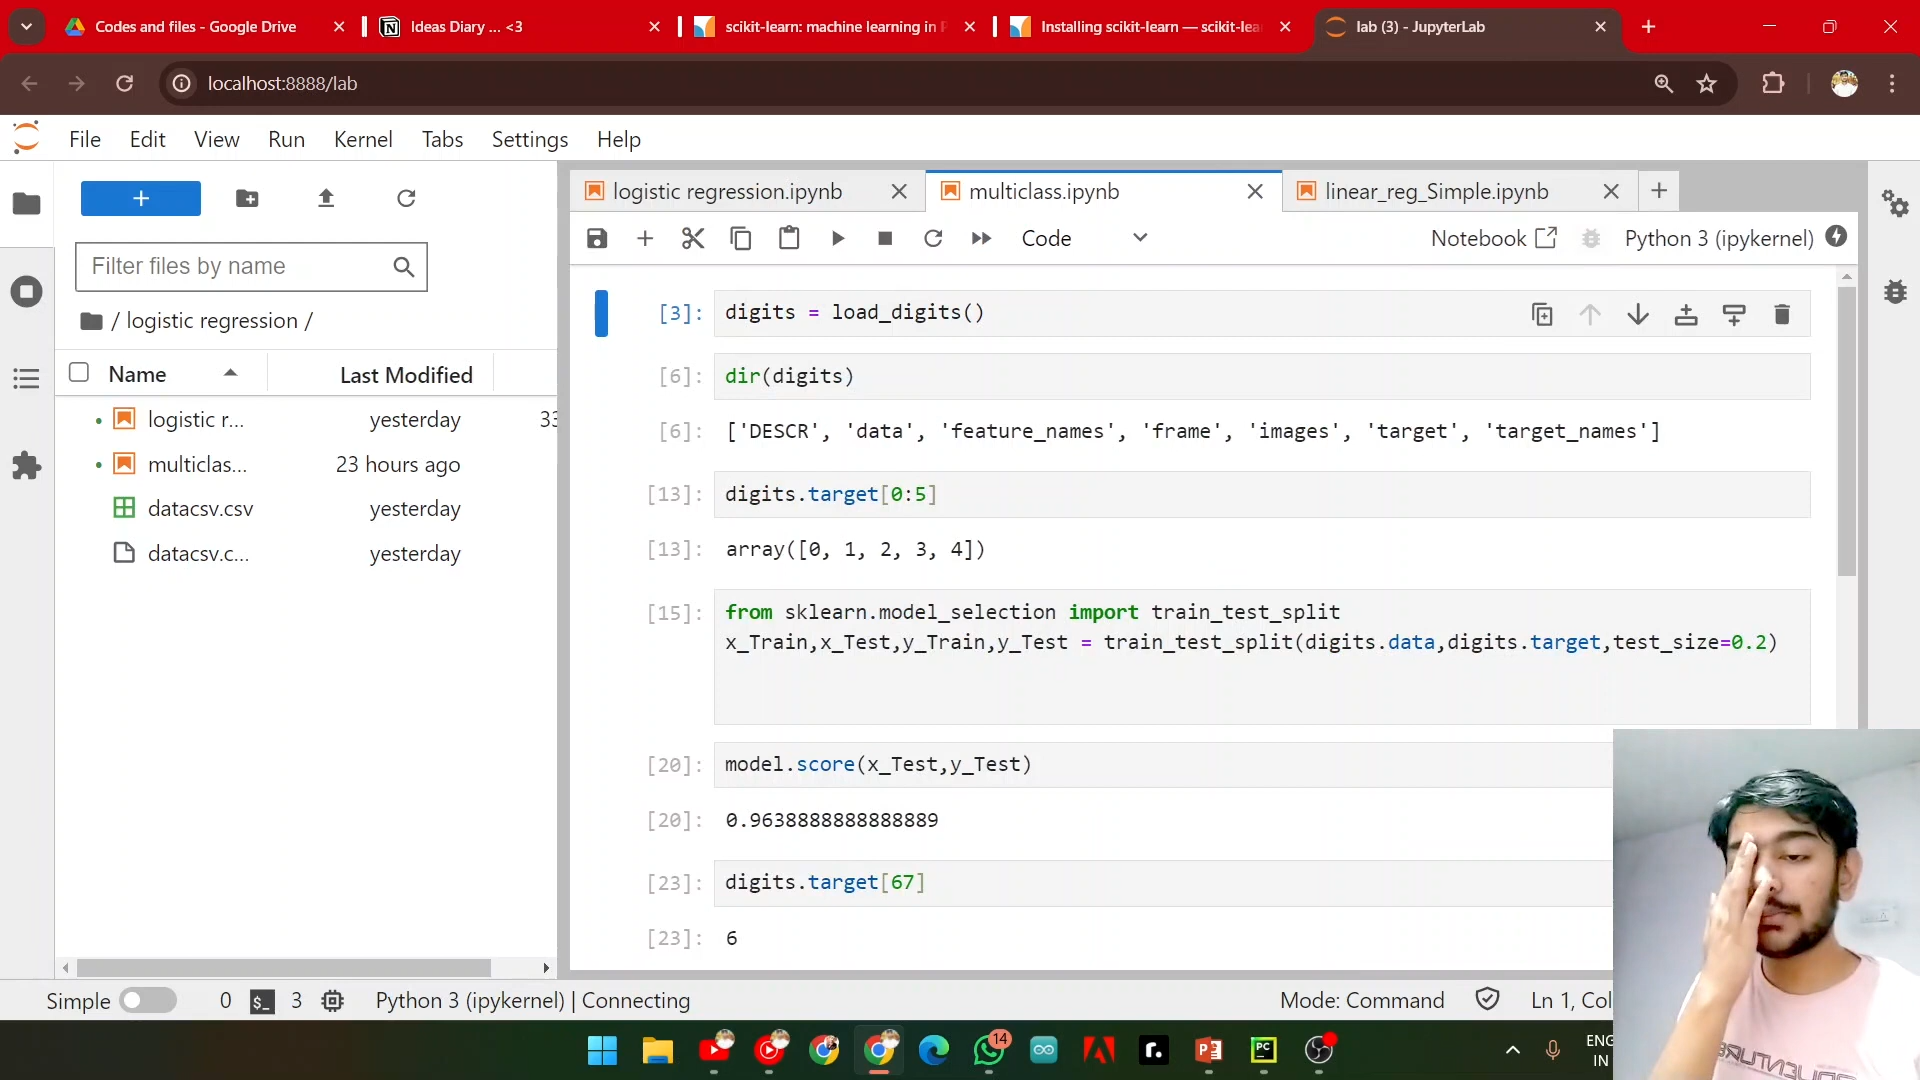 Codes and files - Google Drive
Ideas Diary ... <3
scikit-learn: machine learning in P
Installing scikit-learn — scikit-lea
lab (3) - JupyterLab
localhost:8888/lab
File Edit View Run Kernel Tabs Settings Help
Filter files by name
/ logistic regression /
Name Last Modified
logistic r... yesterday 33
multiclas... 23 hours ago
datacsv.csv yesterday
datacsv.c... yesterday
logistic regression.ipynb
multiclass.ipynb
linear_reg_Simple.ipynb
Code
Notebook
Python 3 (ipykernel)
[3]: digits = load_digits()
[6]: dir(digits)
[6]: ['DESCR', 'data', 'feature_names', 'frame', 'images', 'target', 'target_names']
[13]: digits.target[0:5]
[13]: array([0, 1, 2, 3, 4])
[15]: from sklearn.model_selection import train_test_split
x_Train,x_Test,y_Train,y_Test = train_test_split(digits.data,digits.target,test_size=0.2)
[20]: model.score(x_Test,y_Test)
[20]: 0.9638888888888889
[23]: digits.target[67]
[23]: 6
Simple 0 $_ 3 Python 3 (ipykernel) | Connecting
Mode: Command Ln 1, Col
14
PC
ENG
IN